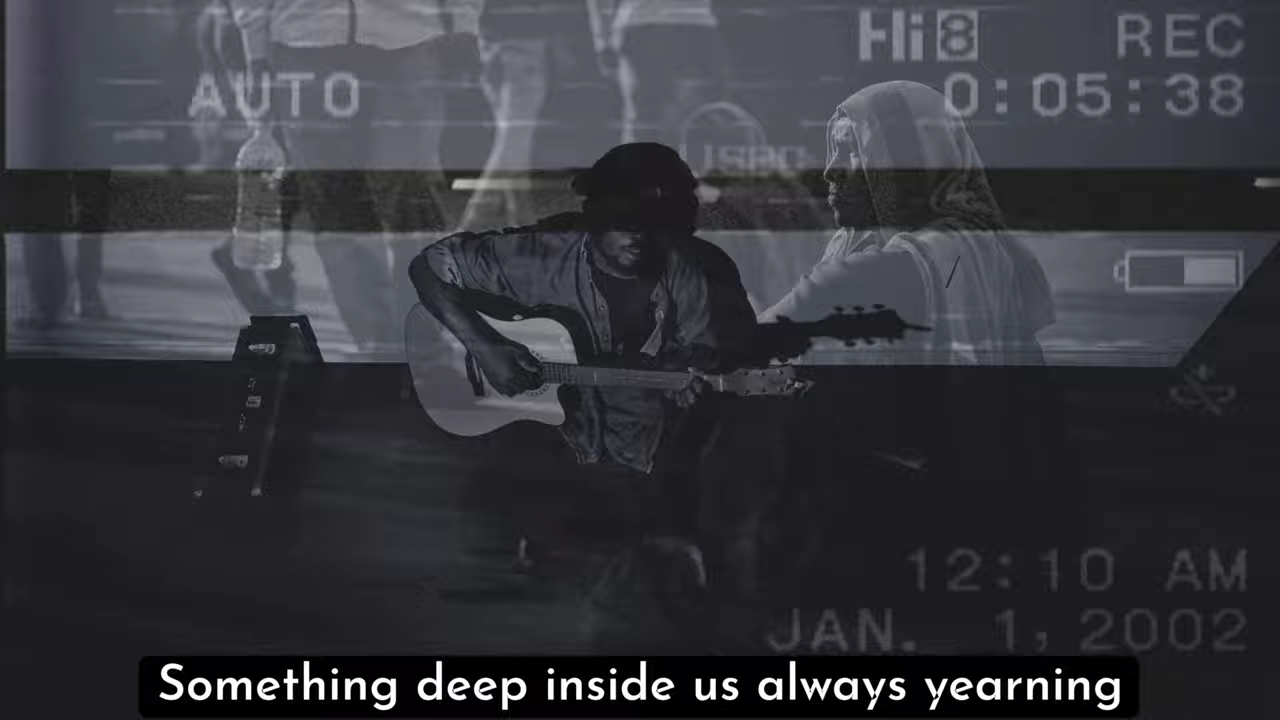 Hi8 REC
AUTO 0:05:38
12:10 AM
JAN. 1, 2002
Something deep inside us always yearning